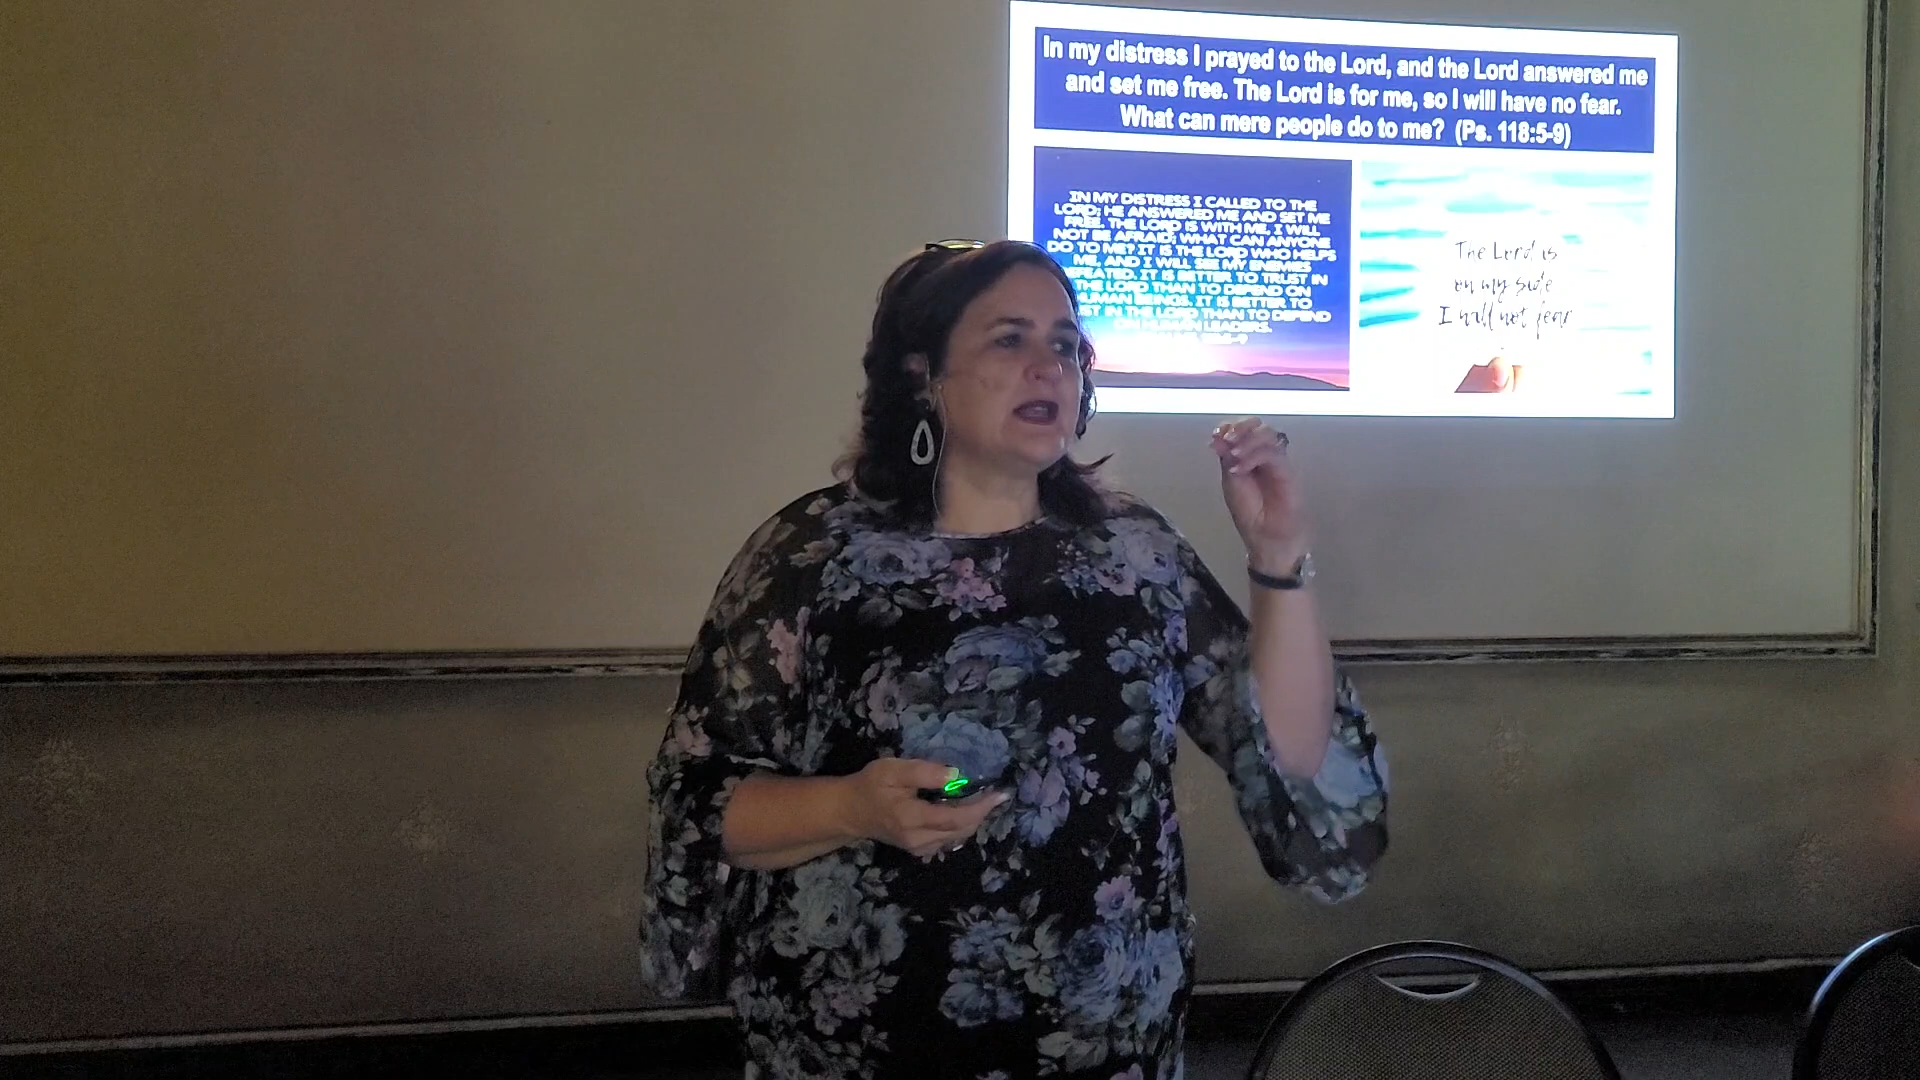 In my distress I prayed to the Lord, and the Lord answered me
and set me free. The Lord is for me, so I will have no fear.
What can mere people do to me? (Ps. 118:5-9)
IN MY DISTRESS I CALLED TO THE
LORD; HE ANSWERED ME AND SET ME
FREE. THE LORD IS WITH ME, I WILL
NOT BE AFRAID; WHAT CAN ANYONE
DO TO ME? IT IS THE LORD WHO HELPS
ME, AND I WILL SEE MY ENEMIES
DEFEATED. IT IS BETTER TO TRUST IN
THE LORD THAN TO DEPEND ON
HUMAN BEINGS. IT IS BETTER TO
IN THE LORD THAN TO DEPEND
ON HUMAN LEADERS.
The Lord is
on my side
I will not fear